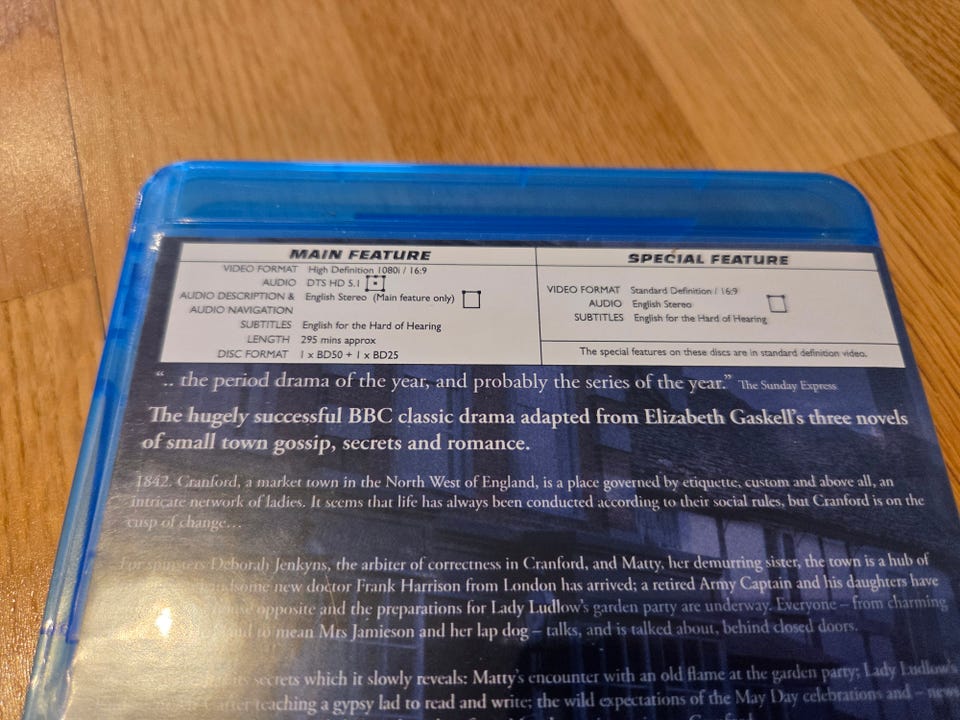 MAIN FEATURE
VIDEO FORMAT High Definition 1080i / 16:9
AUDIO DTS HD 5.1
AUDIO DESCRIPTION & English Stereo (Main feature only)
AUDIO NAVIGATION
SUBTITLES English for the Hard of Hearing
LENGTH 295 mins approx
DISC FORMAT 1 x BD50 + 1 x BD25
SPECIAL FEATURE
VIDEO FORMAT Standard Definition / 16:9
AUDIO English Stereo
SUBTITLES English for the Hard of Hearing
The special features on these discs are in standard definition video.
“.. the period drama of the year, and probably the series of the year.” The Sunday Express
The hugely successful BBC classic drama adapted from Elizabeth Gaskell's three novels
of small town gossip, secrets and romance.
1842. Cranford, a market town in the North West of England, is a place governed by etiquette, custom and above all, an
intricate network of ladies. It seems that life has always been conducted according to their social rules, but Cranford is on the
cusp of change...
For spinsters Deborah Jenkyns, the arbiter of correctness in Cranford, and Matty, her demurring sister, the town is a hub of
new doctor Frank Harrison from London has arrived; a retired Army Captain and his daughters have
opposite and the preparations for Lady Ludlow's garden party are underway. Everyone – from charming
to mean Mrs Jamieson and her lap dog – talks, and is talked about, behind closed doors.
its secrets which it slowly reveals: Matty's encounter with an old flame at the garden party; Lady Ludlow's
Carter teaching a gypsy lad to read and write; the wild expectations of the May Day celebrations and – news